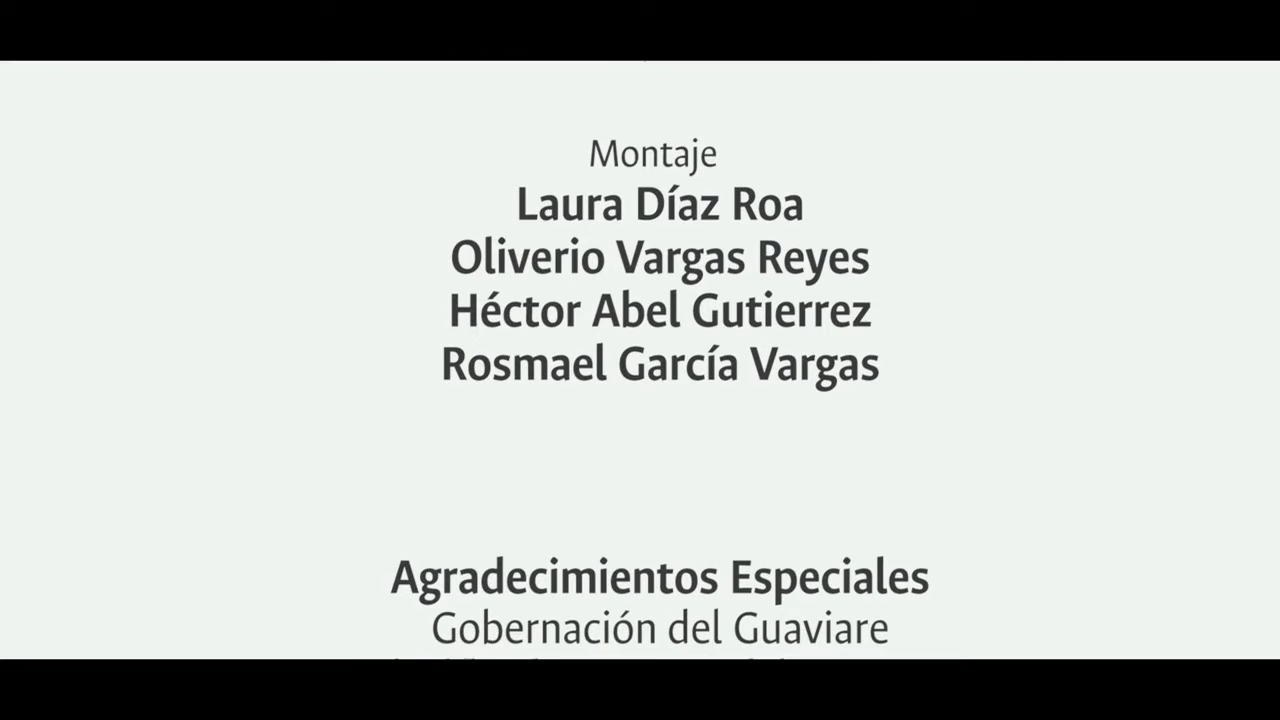 Montaje
Laura Díaz Roa
Oliverio Vargas Reyes
Héctor Abel Gutierrez
Rosmael García Vargas
Agradecimientos Especiales
Gobernación del Guaviare